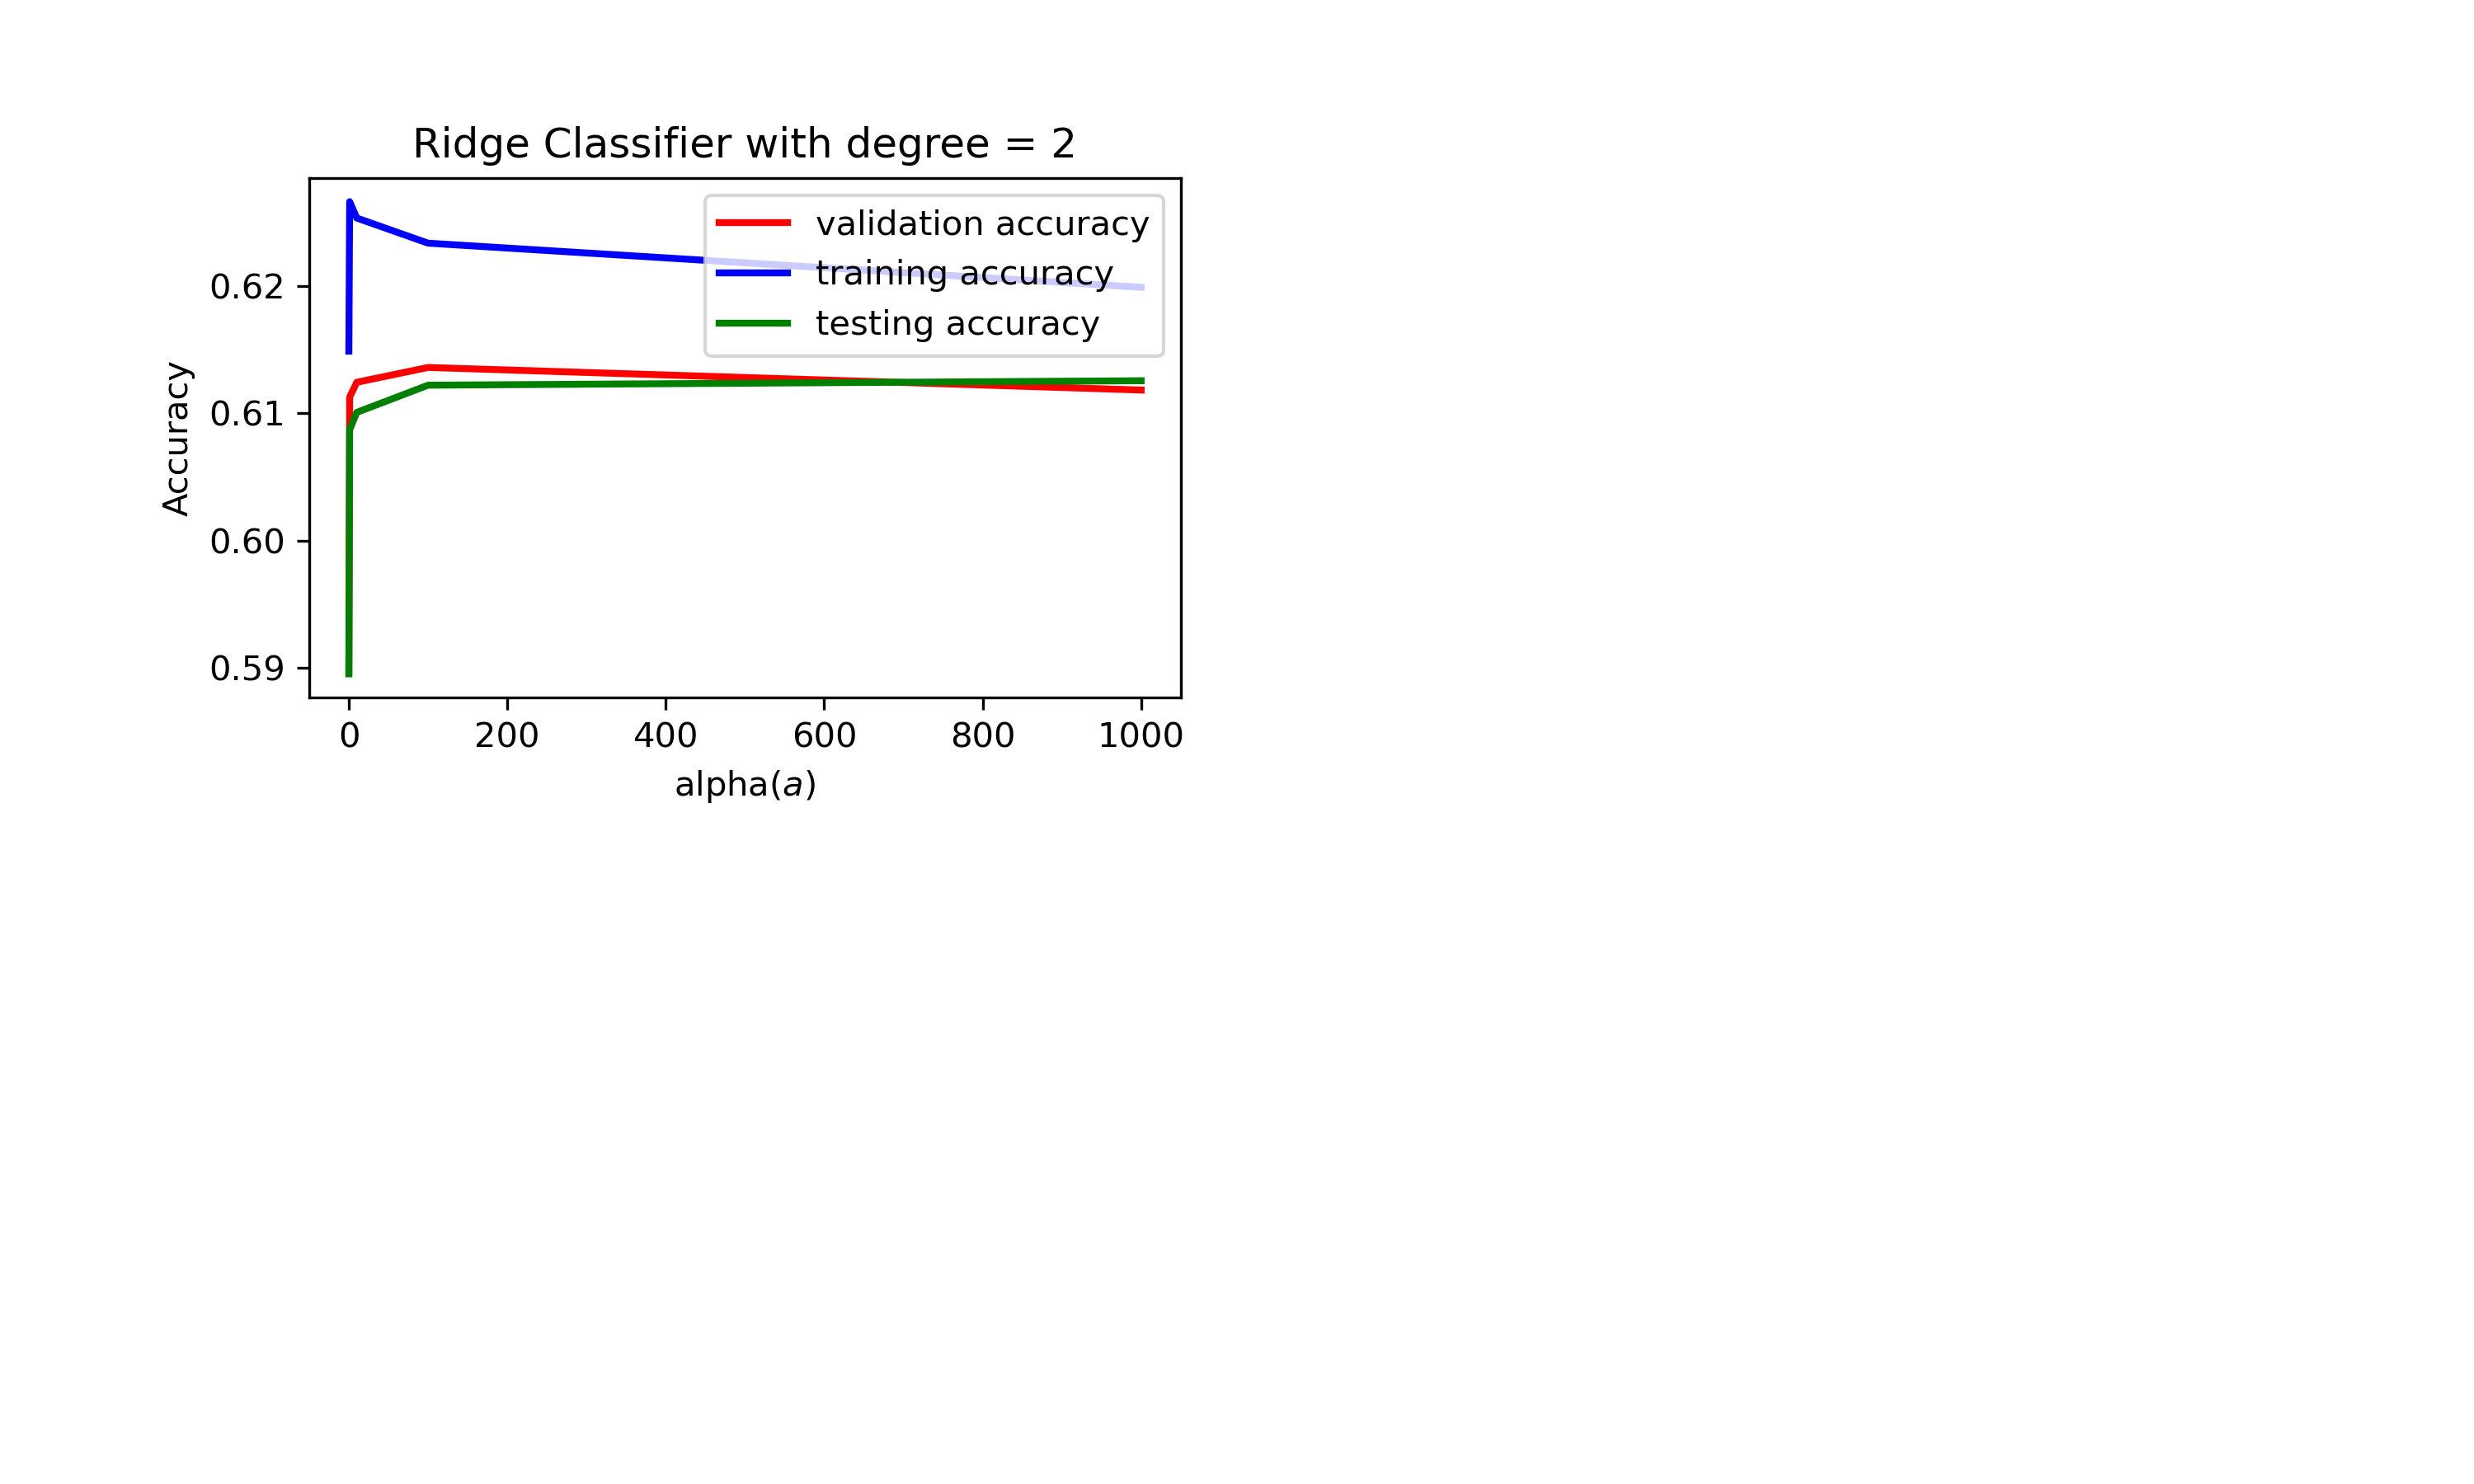 Ridge Classifier with degree = 2
validation accuracy
training accuracy
testing accuracy
Accuracy
0.62
0.61
0.60
0.59
0 200 400 600 800 1000
alpha(a)